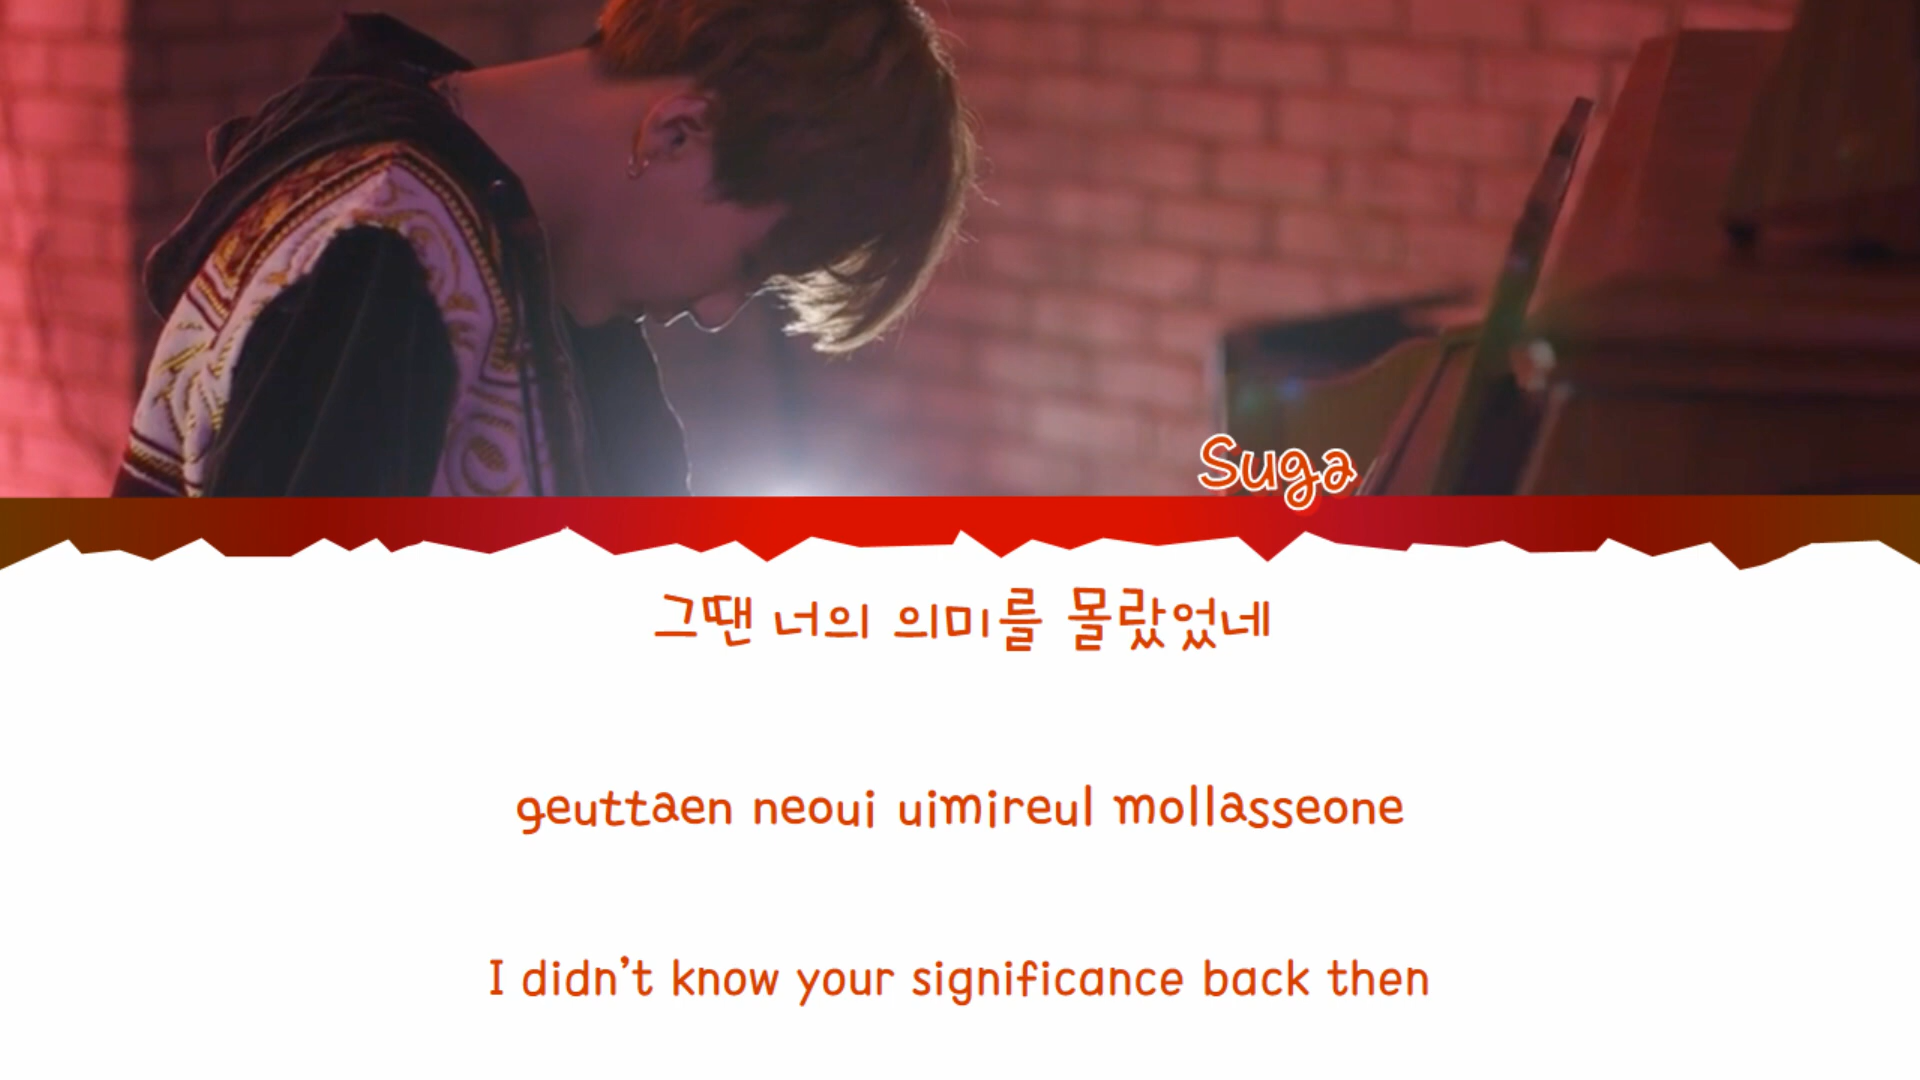 Suga
그땐 너의 의미를 몰랐었네
geuttaen neoui uimireul mollasseone
I didn’t know your significance back then